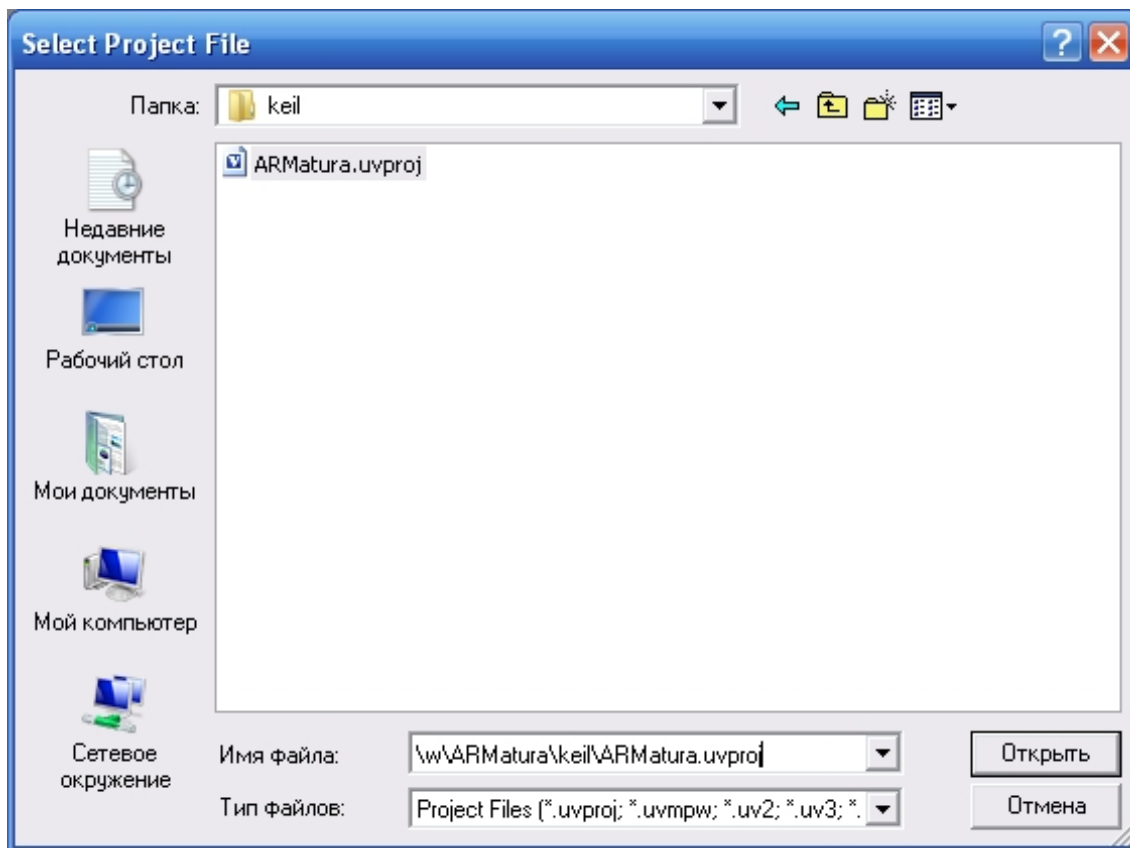 Select Project File
Папка:
keil
ARMatura.uvproj
Недавние
документы
Рабочий стол
Мои документы
Мой компьютер
Сетевое
окружение
Имя файла:
\w\ARMatura\keil\ARMatura.uvproj
Открыть
Тип файлов:
Project Files (*.uvproj; *.uvmpw; *.uv2; *.uv3; *.
Отмена